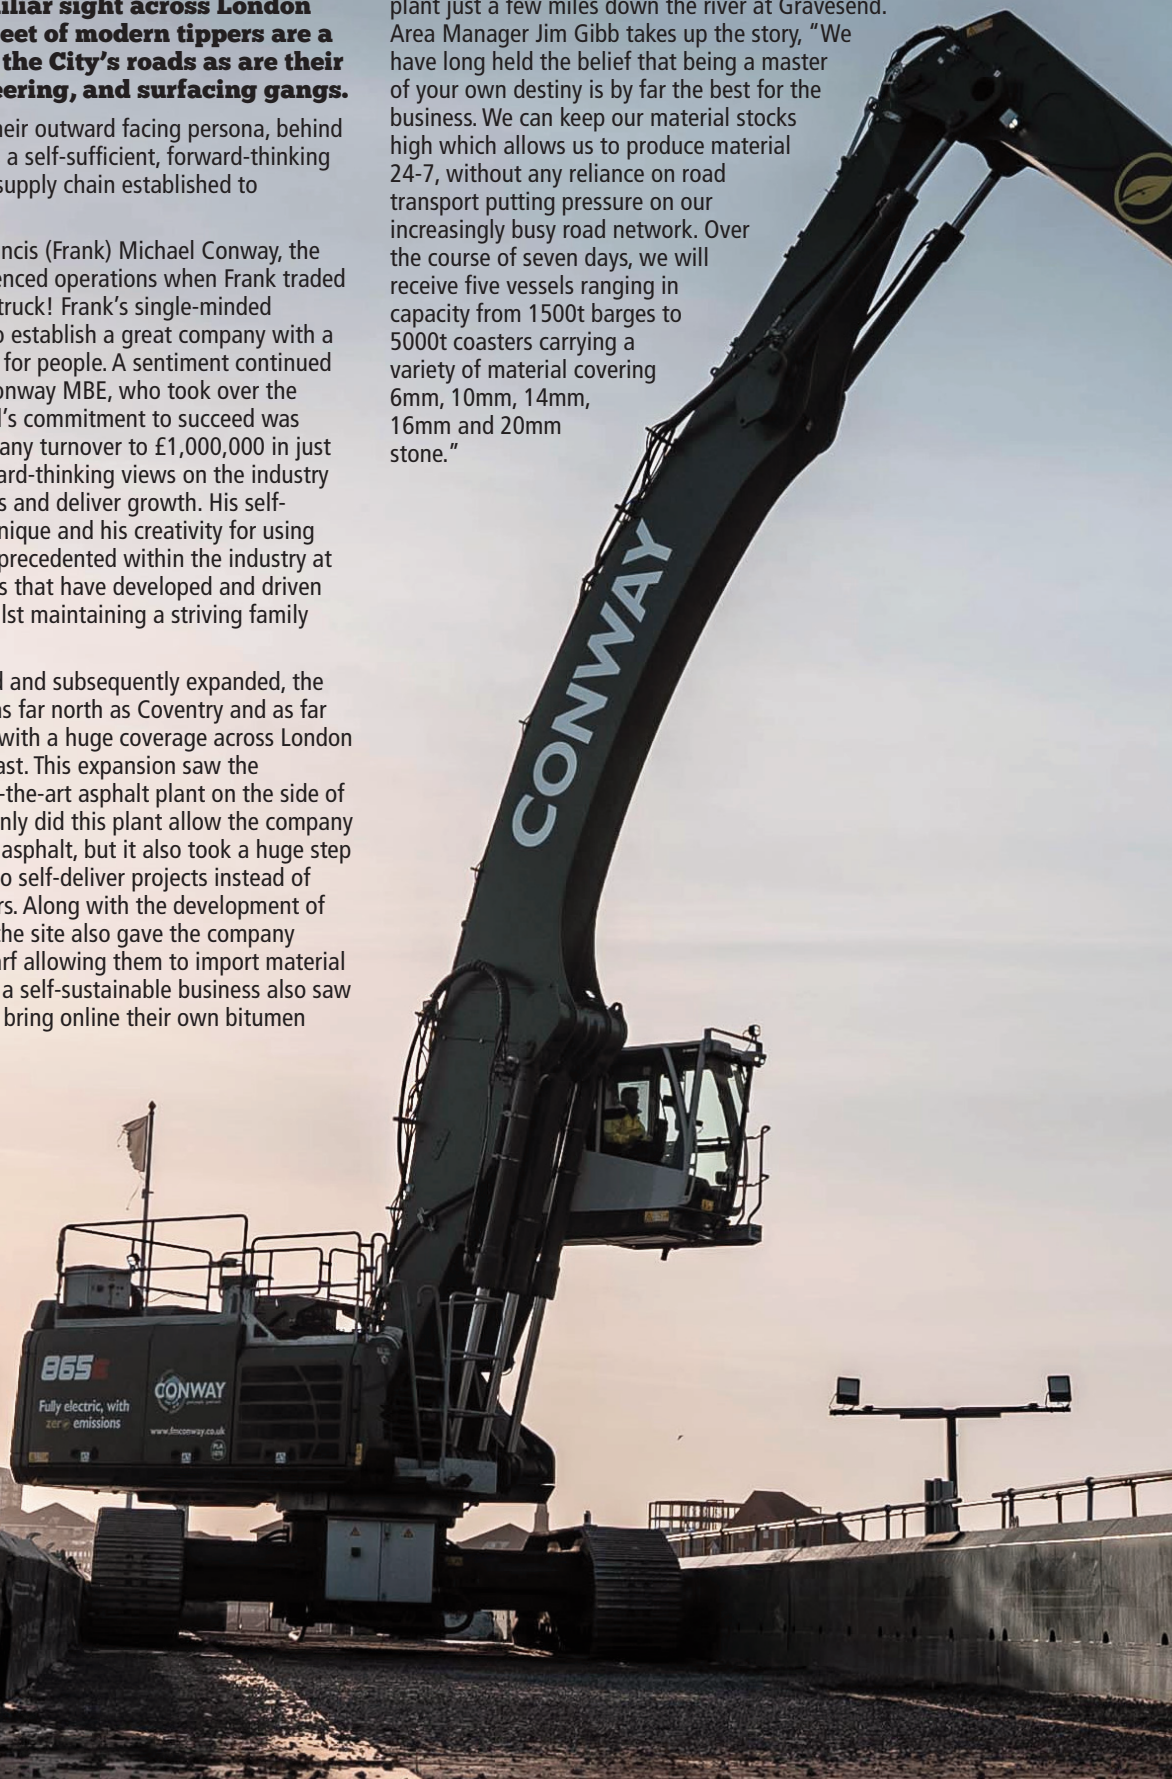 iliar sight across London
eet of modern tippers are a
the City's roads as are their
eering, and surfacing gangs.
neir outward facing persona, behind
a self-sufficient, forward-thinking
supply chain established to
ncis (Frank) Michael Conway, the
enced operations when Frank traded
truck! Frank's single-minded
o establish a great company with a
for people. A sentiment continued
onway MBE, who took over the
l's commitment to succeed was
any turnover to £1,000,000 in just
ard-thinking views on the industry
s and deliver growth. His self-
nique and his creativity for using
precedented within the industry at
s that have developed and driven
lst maintaining a striving family
d and subsequently expanded, the
as far north as Coventry and as far
with a huge coverage across London
ast. This expansion saw the
-the-art asphalt plant on the side of
nly did this plant allow the company
asphalt, but it also took a huge step
o self-deliver projects instead of
rs. Along with the development of
the site also gave the company
arf allowing them to import material
a self-sustainable business also saw
bring online their own bitumen
plant just a few miles down the river at Gravesend.
Area Manager Jim Gibb takes up the story, "We
have long held the belief that being a master
of your own destiny is by far the best for the
business. We can keep our material stocks
high which allows us to produce material
24-7, without any reliance on road
transport putting pressure on our
increasingly busy road network. Over
the course of seven days, we will
receive five vessels ranging in
capacity from 1500t barges to
5000t coasters carrying a
variety of material covering
6mm, 10mm, 14mm,
16mm and 20mm
stone."
CONWAY
865E
Fully electric, with
zero emissions
CONWAY
www.fmconway.co.uk